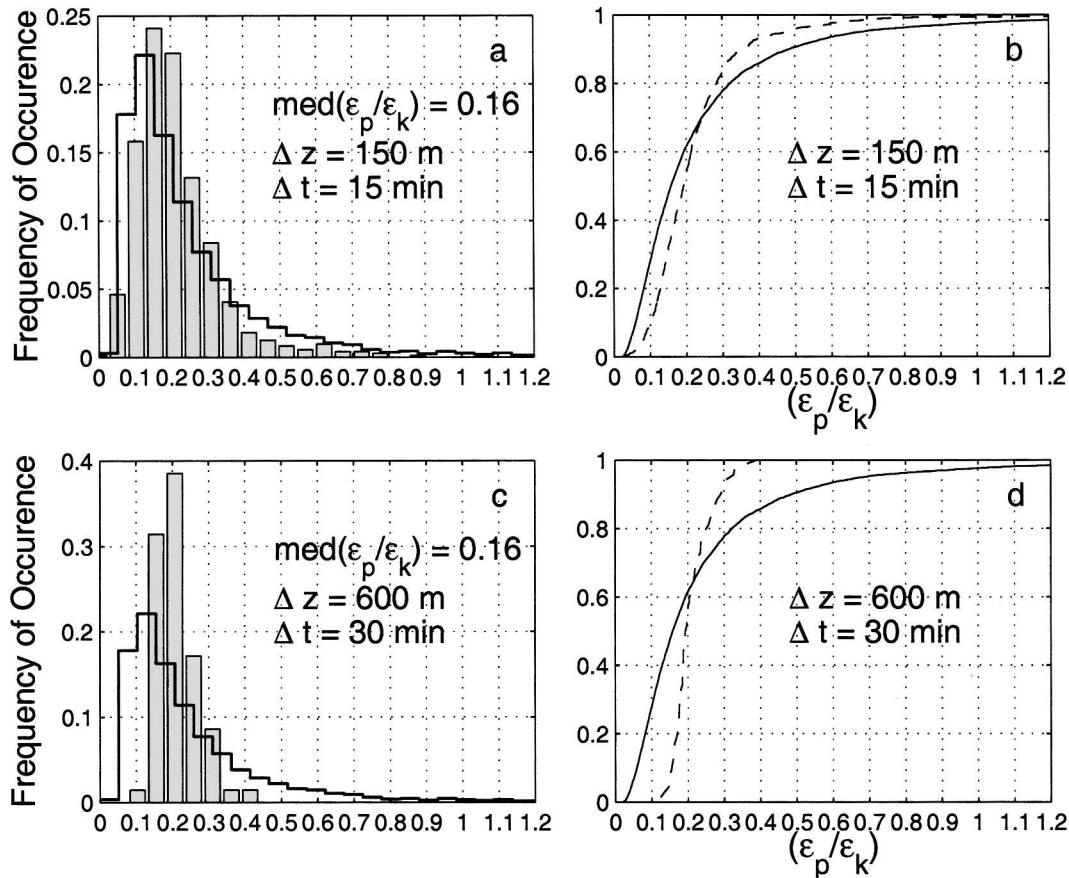 0.25
0.2
0.15
0.1
0.05
0
Frequency of Occurence
a
med(εp/εk) = 0.16
Δ z = 150 m
Δ t = 15 min
0 0.1 0.2 0.3 0.4 0.5 0.6 0.7 0.8 0.9 1 1.1 1.2
1
0.8
0.6
0.4
0.2
0
b
Δ z = 150 m
Δ t = 15 min
0.1 0.2 0.3 0.4 0.5 0.6 0.7 0.8 0.9 1 1.1 1.2
(εp/εk)
0.4
0.3
0.2
0.1
0
Frequency of Occurence
c
med(εp/εk) = 0.16
Δ z = 600 m
Δ t = 30 min
0 0.1 0.2 0.3 0.4 0.5 0.6 0.7 0.8 0.9 1 1.1 1.2
1
0.8
0.6
0.4
0.2
0
d
Δ z = 600 m
Δ t = 30 min
0.1 0.2 0.3 0.4 0.5 0.6 0.7 0.8 0.9 1 1.1 1.2
(εp/εk)